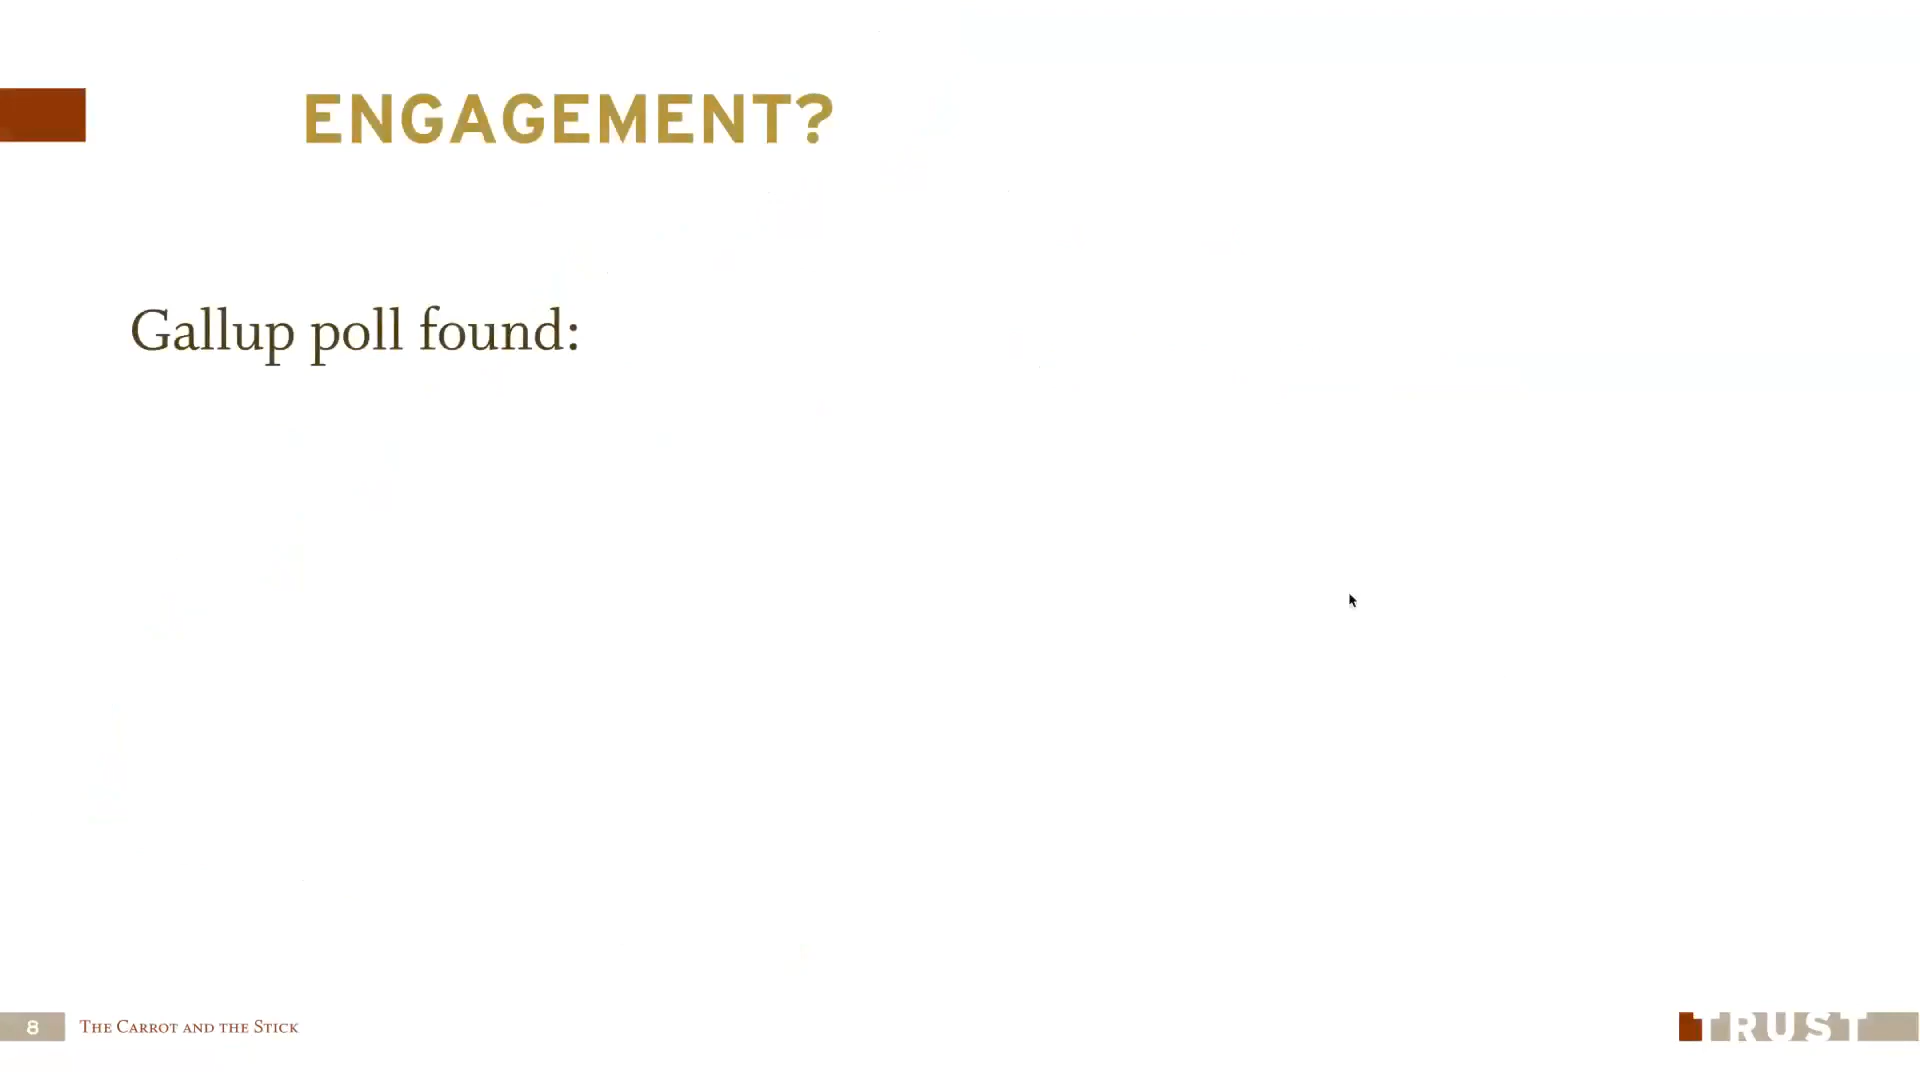 ENGAGEMENT?
Gallup poll found:
8 The Carrot and the Stick
TRUST